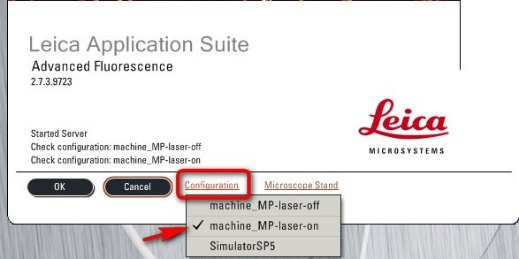 Leica Application Suite
Advanced Fluorescence
2.7.3.9723
Leica
MICROSYSTEMS
Started Server
Check configuration: machine_MP-laser-off
Check configuration: machine_MP-laser-on
OK Cancel Configuration Microscope Stand
machine_MP-laser-off
machine_MP-laser-on
SimulatorSP5